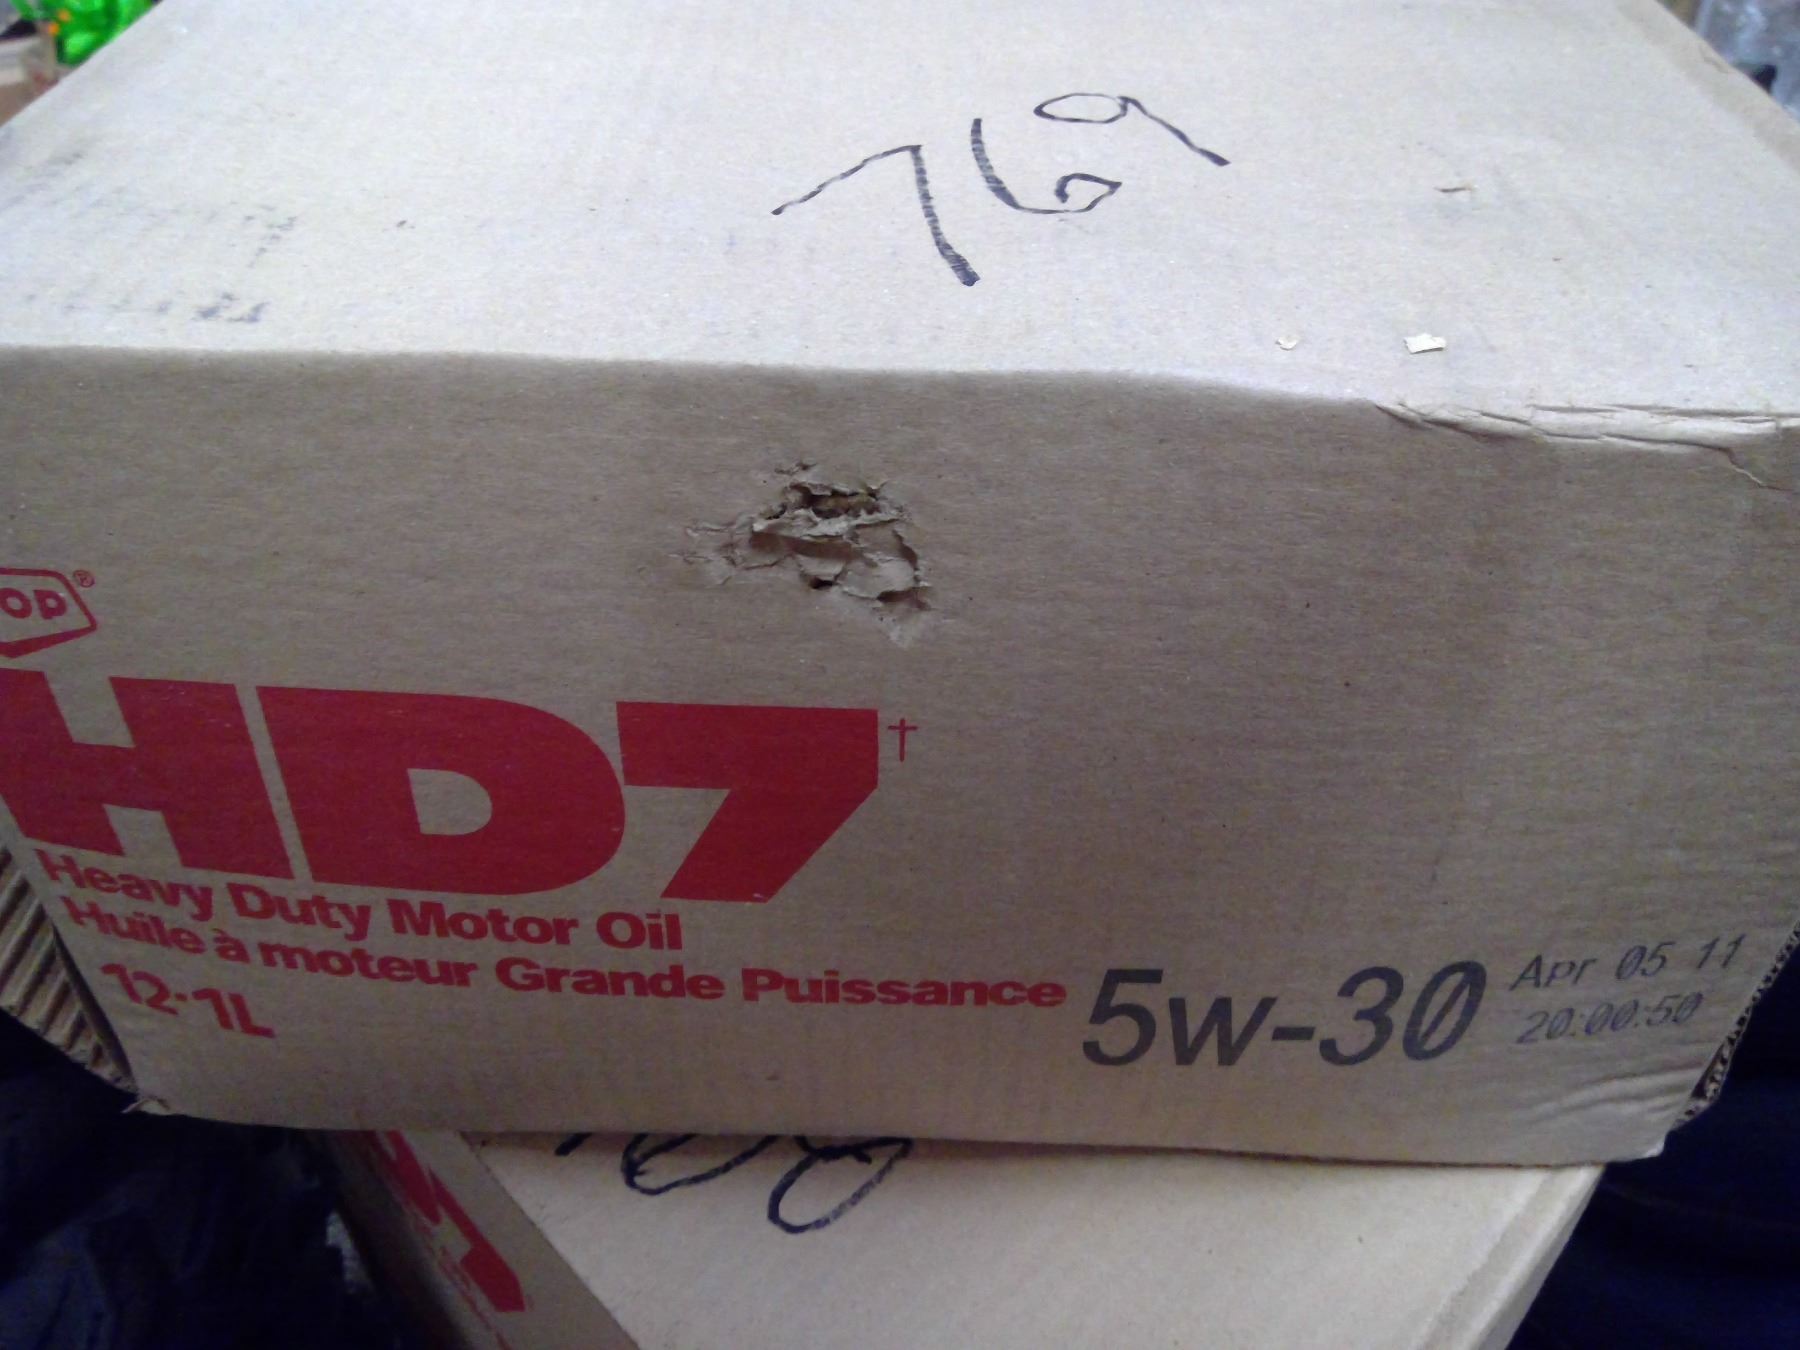 769
OP®
HD7†
Heavy Duty Motor Oil
Huile à moteur Grande Puissance
12·1L
5w-30
Apr 05 11
20:00:50